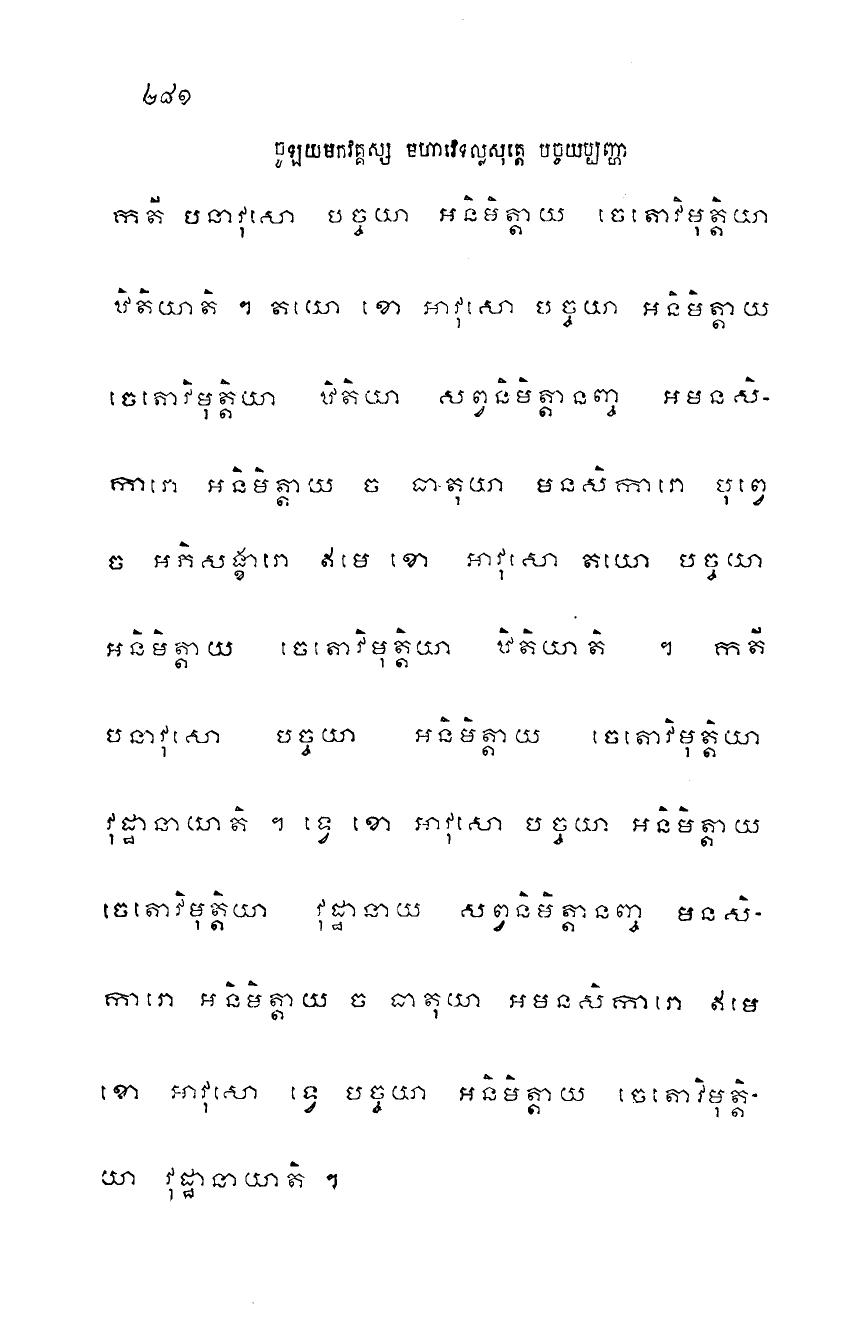 ២៨១
ចូឡយមកវគ្គស្ស មហាវេទល្លសុត្តេ បច្ចយប្បញ្ហា
កតី បនាវុសោ បច្ចយា អនិមិត្តាយ ចេតោវិមុត្តិយា
ឋិតិយាតិ ។ តយោ ខោ អាវុសោ បច្ចយា អនិមិត្តាយ
ចេតោវិមុត្តិយា ឋិតិយា សព្វនិមិត្តានញ្ច អមនសិ-
ការោ អនិមិត្តាយ ច ធាតុយា មនសិការោ បុព្វេ
ច អភិសង្ខារោ ឥមេ ខោ អាវុសោ តយោ បច្ចយា
អនិមិត្តាយ ចេតោវិមុត្តិយា ឋិតិយាតិ ។ កតី
បនាវុសោ បច្ចយា អនិមិត្តាយ ចេតោវិមុត្តិយា
វុដ្ឋានាយាតិ ។ ទ្វេ ខោ អាវុសោ បច្ចយា អនិមិត្តាយ
ចេតោវិមុត្តិយា វុដ្ឋានាយ សព្វនិមិត្តានញ្ច មនសិ-
ការោ អនិមិត្តាយ ច ធាតុយា អមនសិការោ ឥមេ
ខោ អាវុសោ ទ្វេ បច្ចយា អនិមិត្តាយ ចេតោវិមុត្តិ-
យា វុដ្ឋានាយាតិ ។